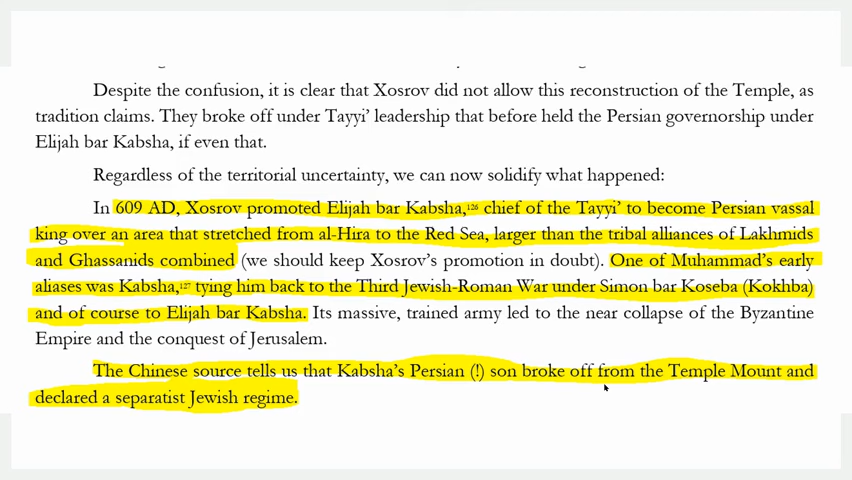 Despite the confusion, it is clear that Xosrov did not allow this reconstruction of the Temple, as
tradition claims. They broke off under Tayyi’ leadership that before held the Persian governorship under
Elijah bar Kabsha, if even that.
Regardless of the territorial uncertainty, we can now solidify what happened:
In 609 AD, Xosrov promoted Elijah bar Kabsha,126 chief of the Tayyi’ to become Persian vassal
king over an area that stretched from al-Hira to the Red Sea, larger than the tribal alliances of Lakhmids
and Ghassanids combined (we should keep Xosrov’s promotion in doubt). One of Muhammad’s early
aliases was Kabsha,127 tying him back to the Third Jewish-Roman War under Simon bar Koseba (Kokhba)
and of course to Elijah bar Kabsha. Its massive, trained army led to the near collapse of the Byzantine
Empire and the conquest of Jerusalem.
The Chinese source tells us that Kabsha’s Persian (!) son broke off from the Temple Mount and
declared a separatist Jewish regime.